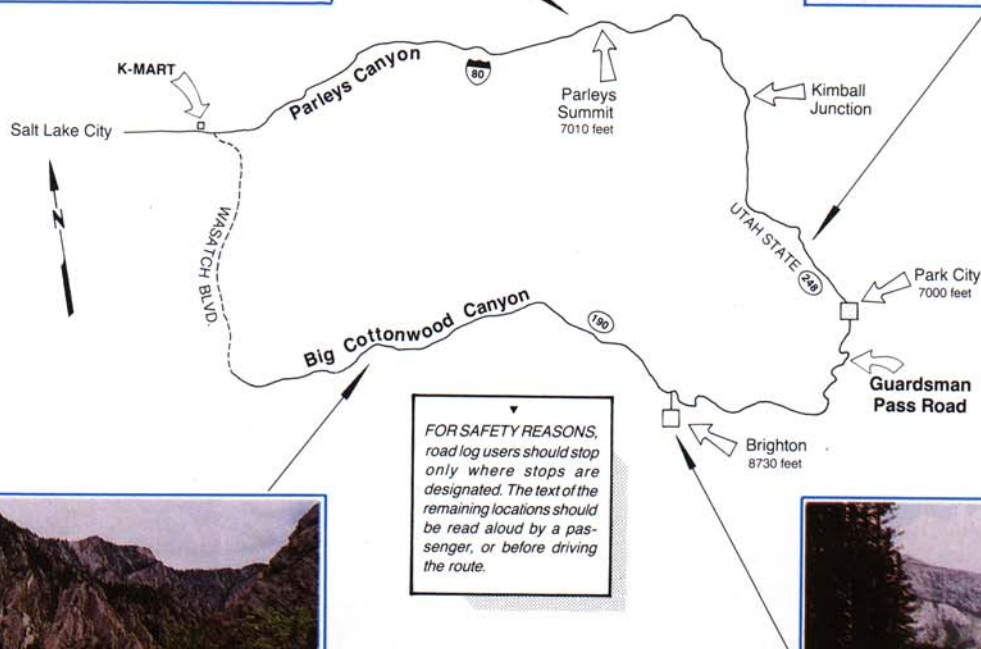 K-MART
Salt Lake City
Parleys Canyon
80
Parleys
Summit
7010 feet
Kimball
Junction
N
WASATCH BLVD.
UTAH STATE 248
Park City
7000 feet
Big Cottonwood Canyon
190
Guardsman
Pass Road
Brighton
8730 feet
FOR SAFETY REASONS,
road log users should stop
only where stops are
designated. The text of the
remaining locations should
be read aloud by a pas-
senger, or before driving
the route.